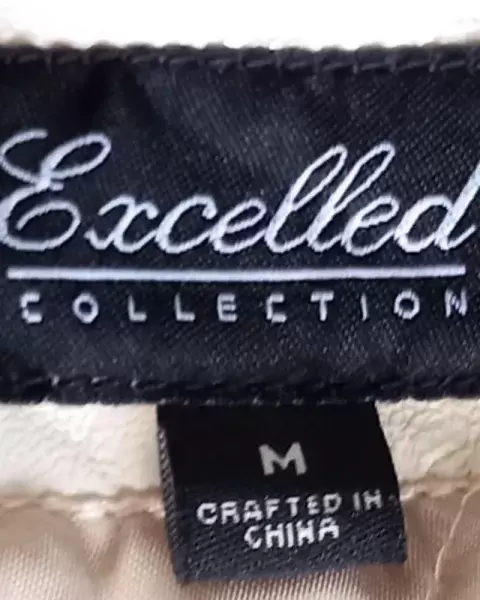 Excelled
COLLECTION
M
CRAFTED IN
CHINA